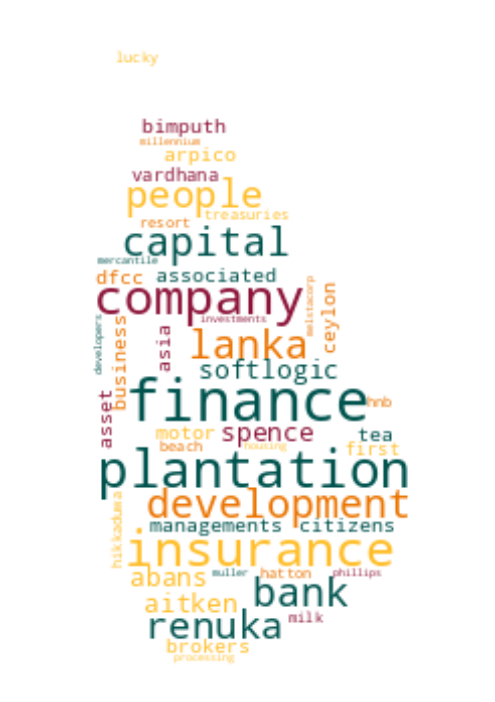 lucky
bimputh
millennium
arpico
vardhana
people
treasuries
resort
capital
mercantile
dfcc associated
company
melstacorp
ceylon
investments
developers
business
asia
lanka
softlogic
finance
hnb
asset
motor spence tea
beach housing first
plantation
development
hikkaduwa
managements citizens
insurance
abans muller hatton phillips
bank
aitken
renuka milk
brokers
processing